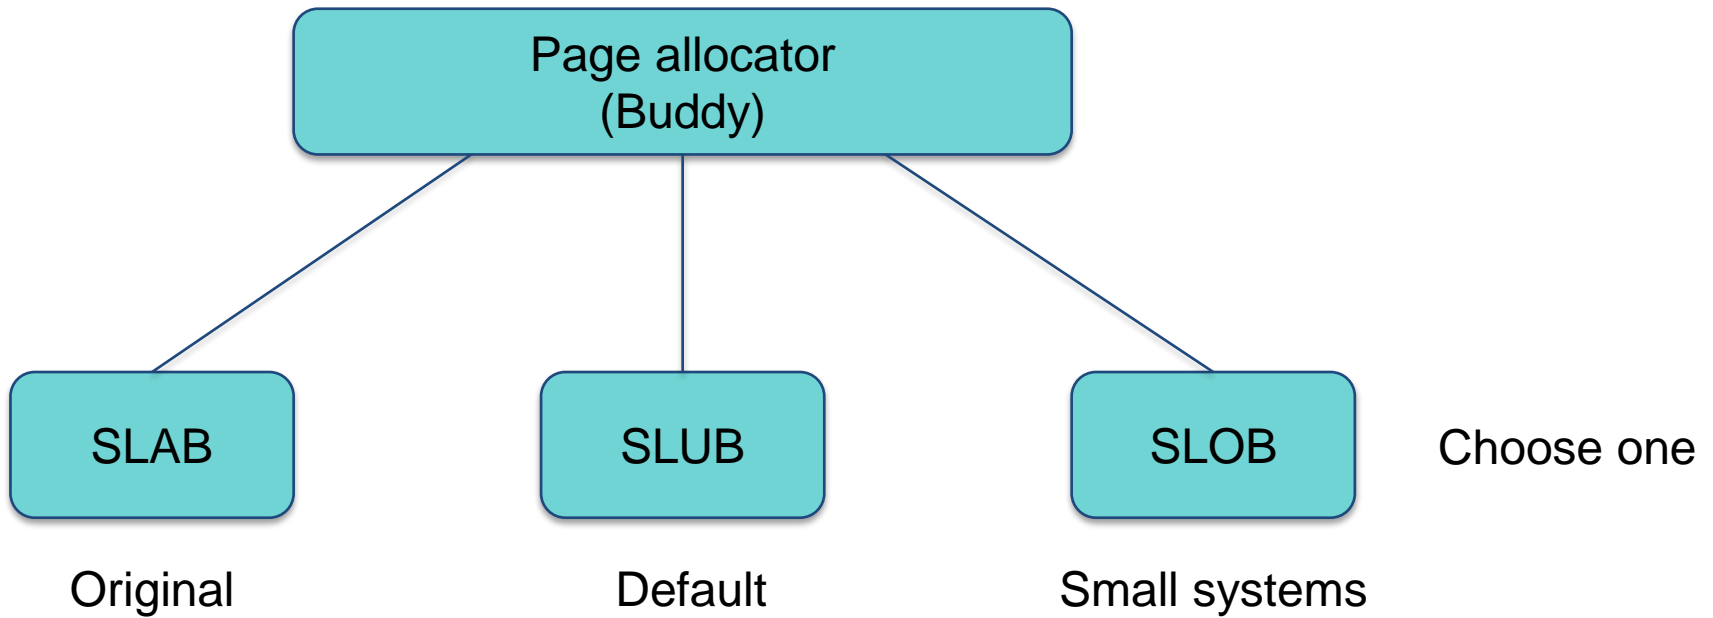 Page allocator
(Buddy)
SLAB
SLUB
SLOB
Choose one
Original
Default
Small systems